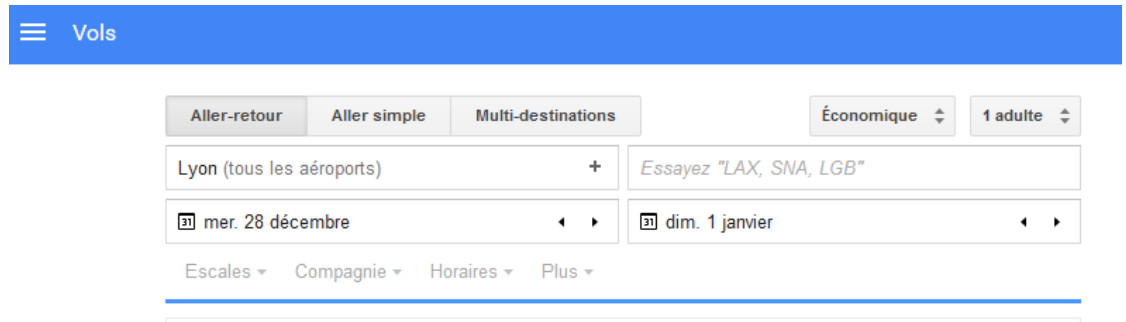 Vols
Aller-retour Aller simple Multi-destinations Économique 1 adulte
Lyon (tous les aéroports) + Essayez "LAX, SNA, LGB"
31 mer. 28 décembre 31 dim. 1 janvier
Escales Compagnie Horaires Plus